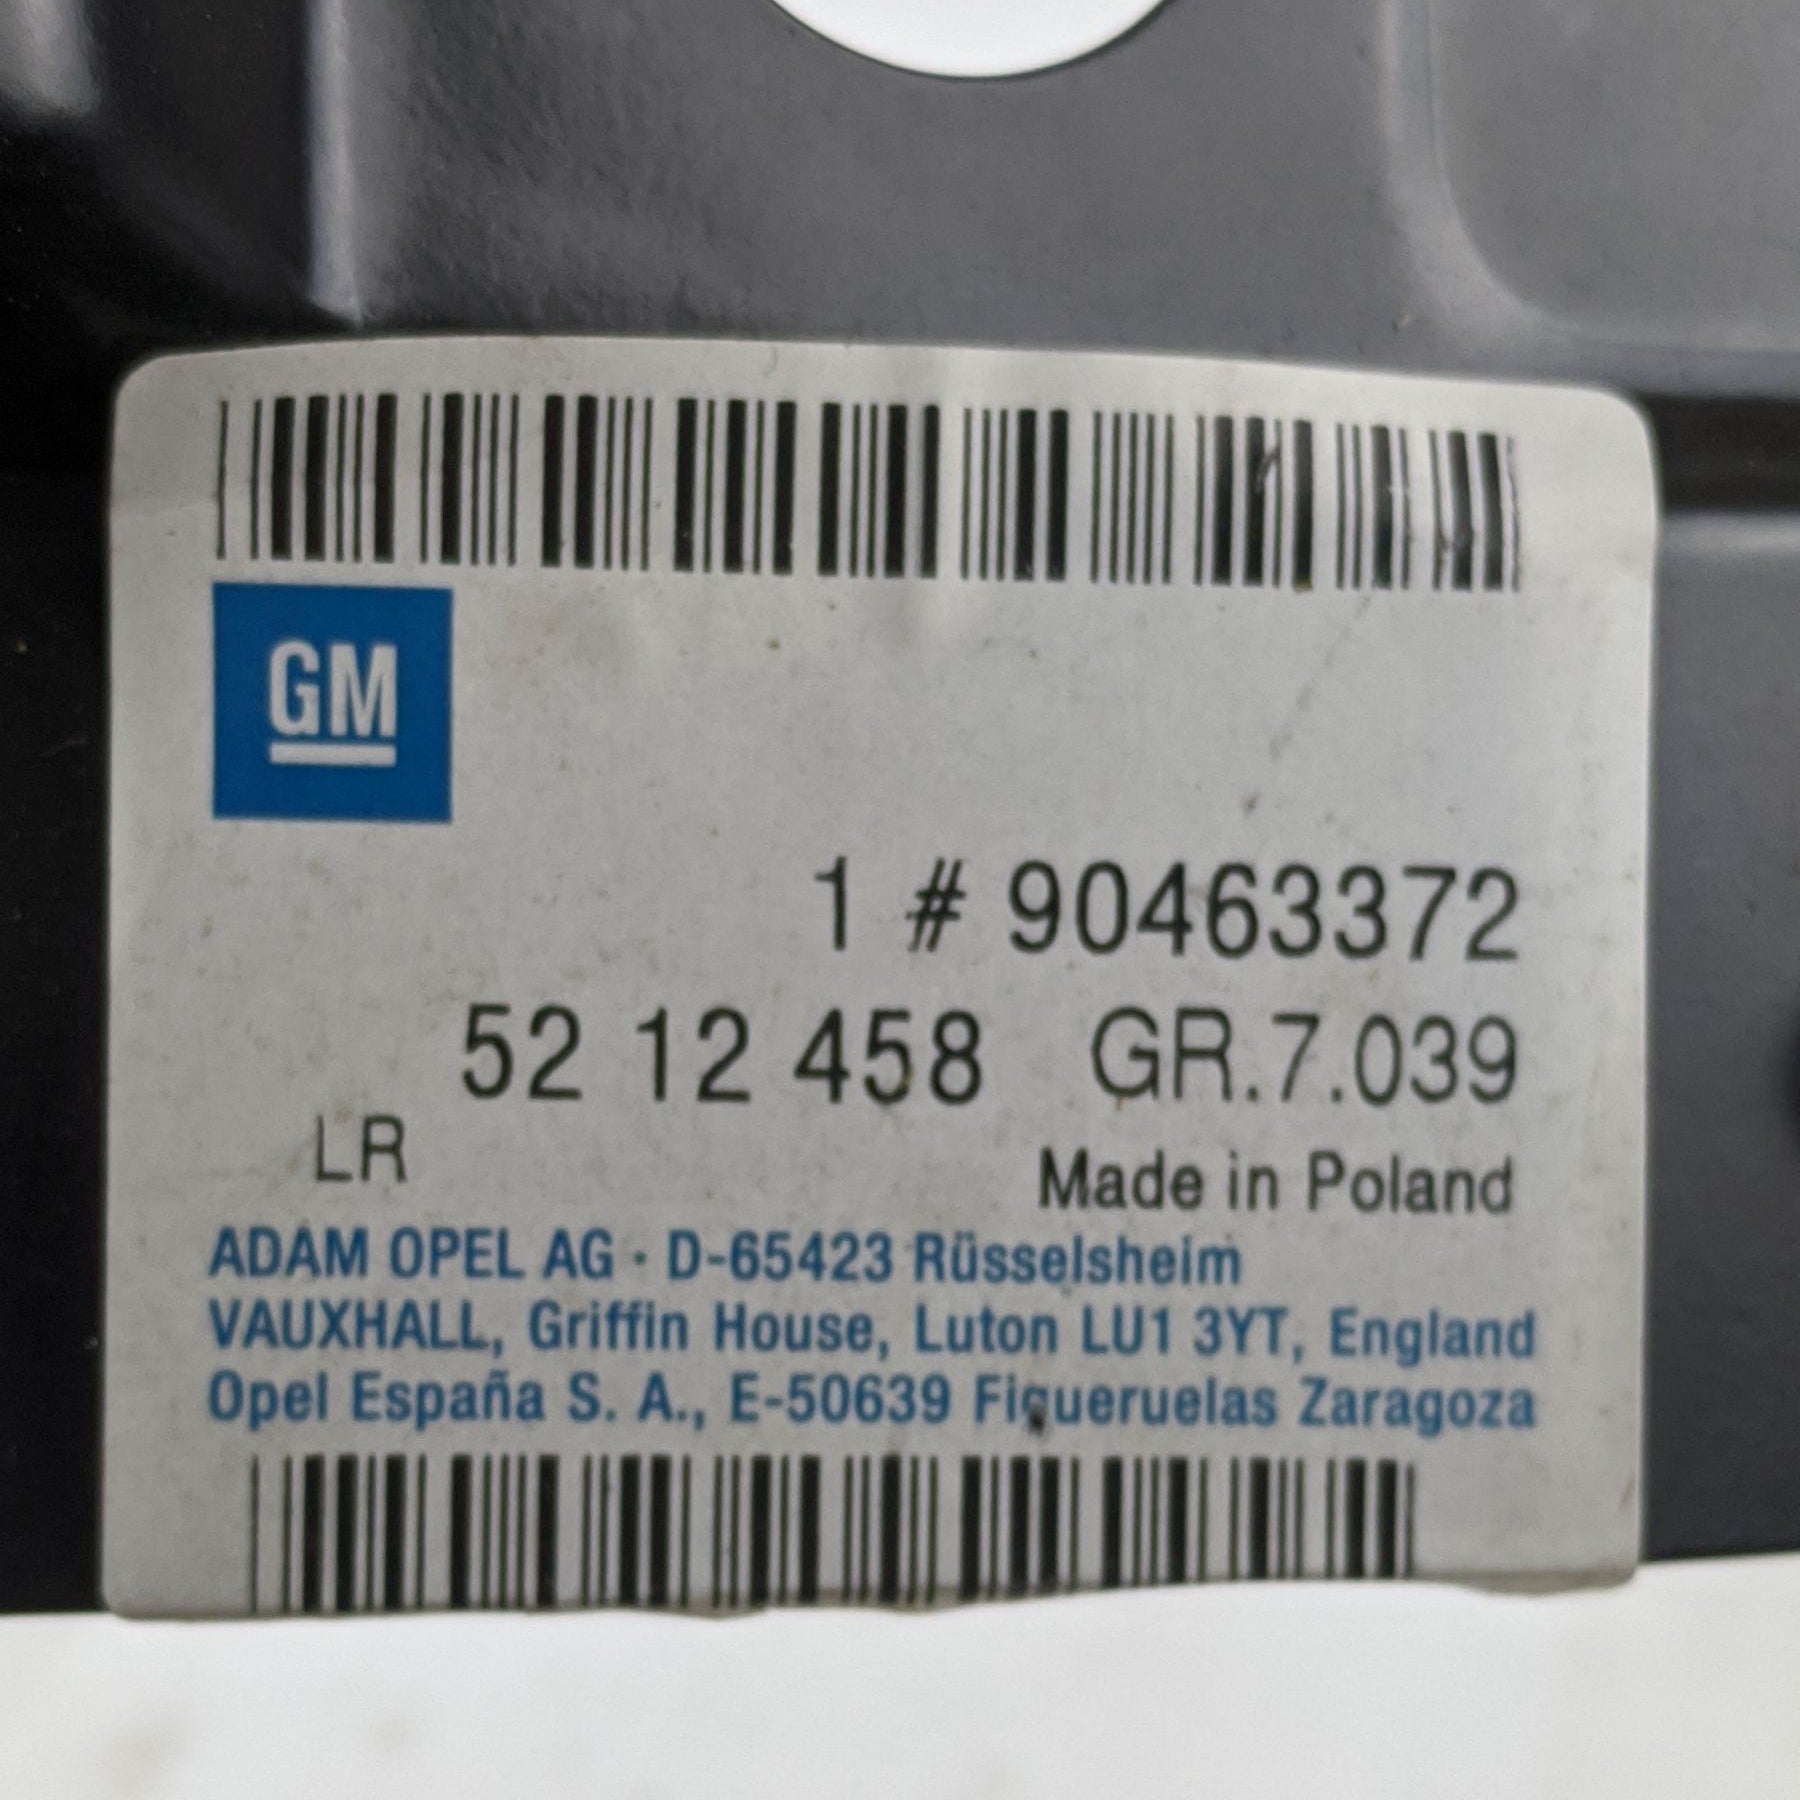 GM
1 # 90463372
52 12 458 GR.7.039
LR
Made in Poland
ADAM OPEL AG · D-65423 Rüsselsheim
VAUXHALL, Griffin House, Luton LU1 3YT, England
Opel España S. A., E-50639 Figueruelas Zaragoza